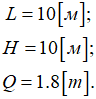 L = 10[м];
H = 10[м];
Q = 1.8[т].